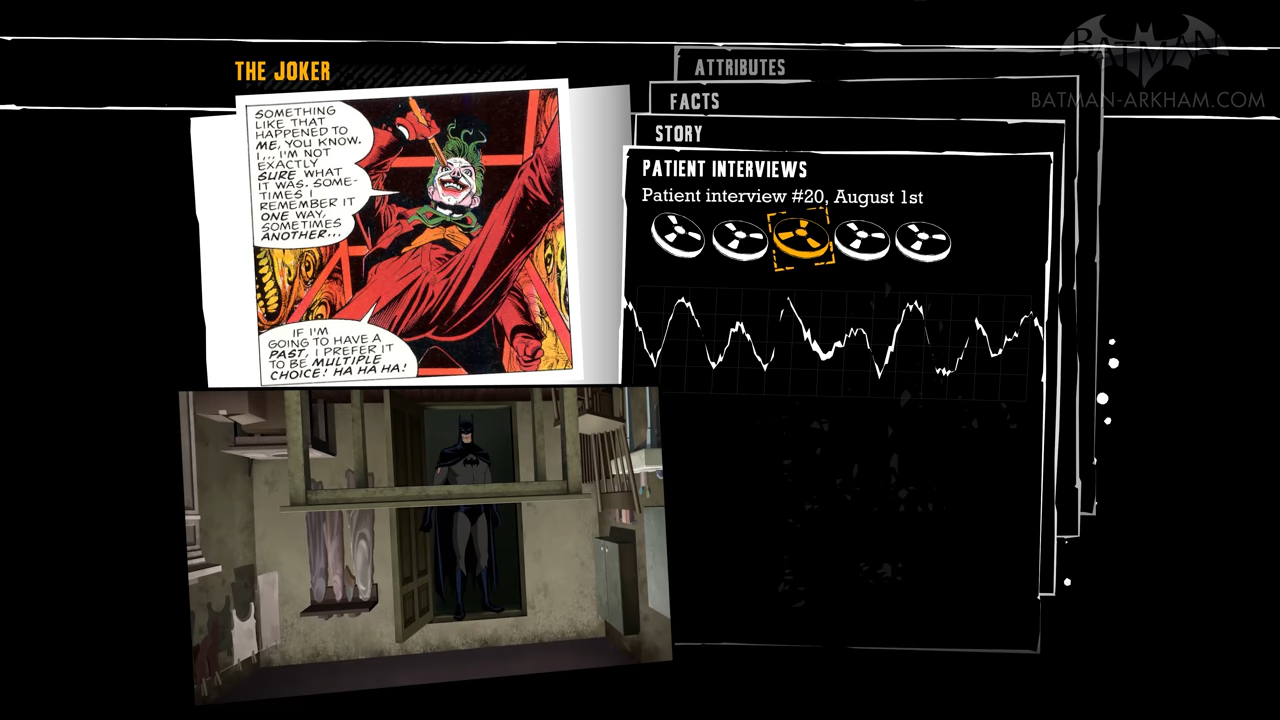 BATMAN
BATMAN-ARKHAM.COM
THE JOKER
ATTRIBUTES
FACTS
STORY
PATIENT INTERVIEWS
Patient interview #20, August 1st
SOMETHING
LIKE THAT
HAPPENED TO
ME, YOU KNOW.
I... I'M NOT
EXACTLY
SURE WHAT
IT WAS. SOME-
TIMES I
REMEMBER IT
ONE WAY,
SOMETIMES
ANOTHER...
IF I'M
GOING TO HAVE A
PAST, I PREFER IT
TO BE MULTIPLE
CHOICE! HA HA HA!